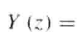 Y (z) =